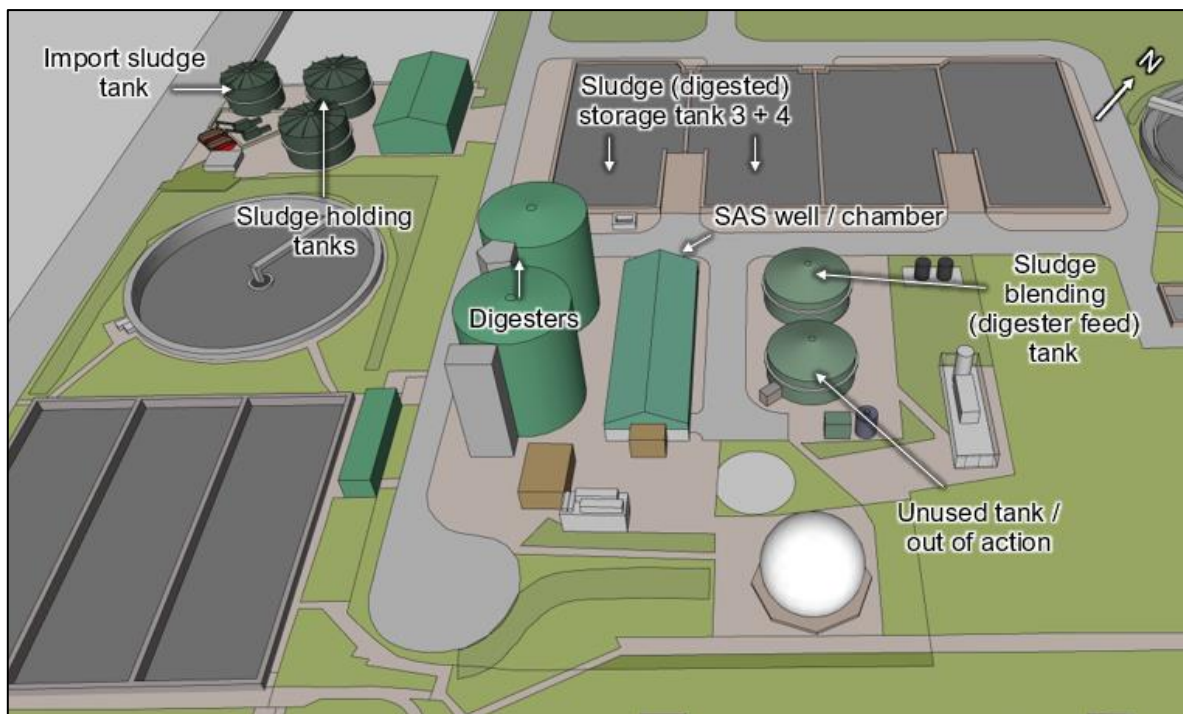 Import sludge
tank
Sludge (digested)
storage tank 3 + 4
N
Sludge holding
tanks
SAS well / chamber
Digesters
Sludge
blending
(digester feed)
tank
Unused tank /
out of action